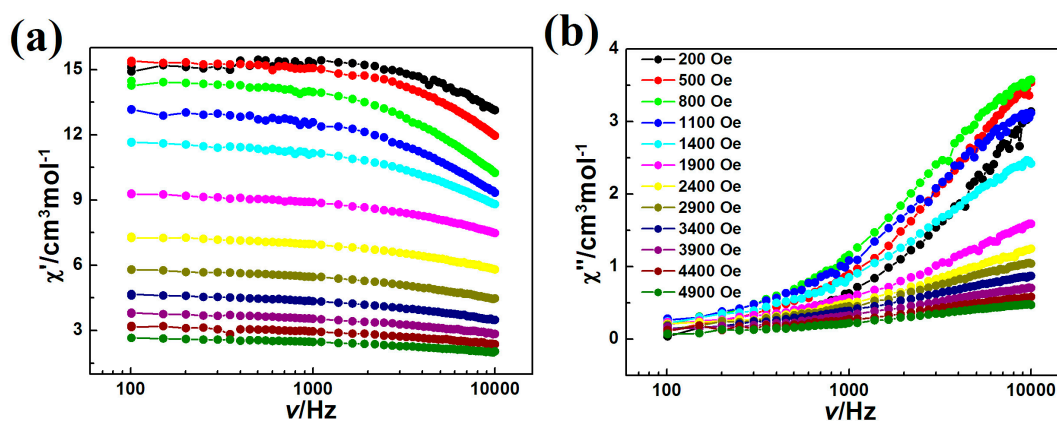 (a)
χ'/cm³mol⁻¹
15
12
9
6
3
100
1000
10000
ν/Hz
(b)
χ''/cm³mol⁻¹
4
3
2
1
0
200 Oe
500 Oe
800 Oe
1100 Oe
1400 Oe
1900 Oe
2400 Oe
2900 Oe
3400 Oe
3900 Oe
4400 Oe
4900 Oe
100
1000
10000
ν/Hz